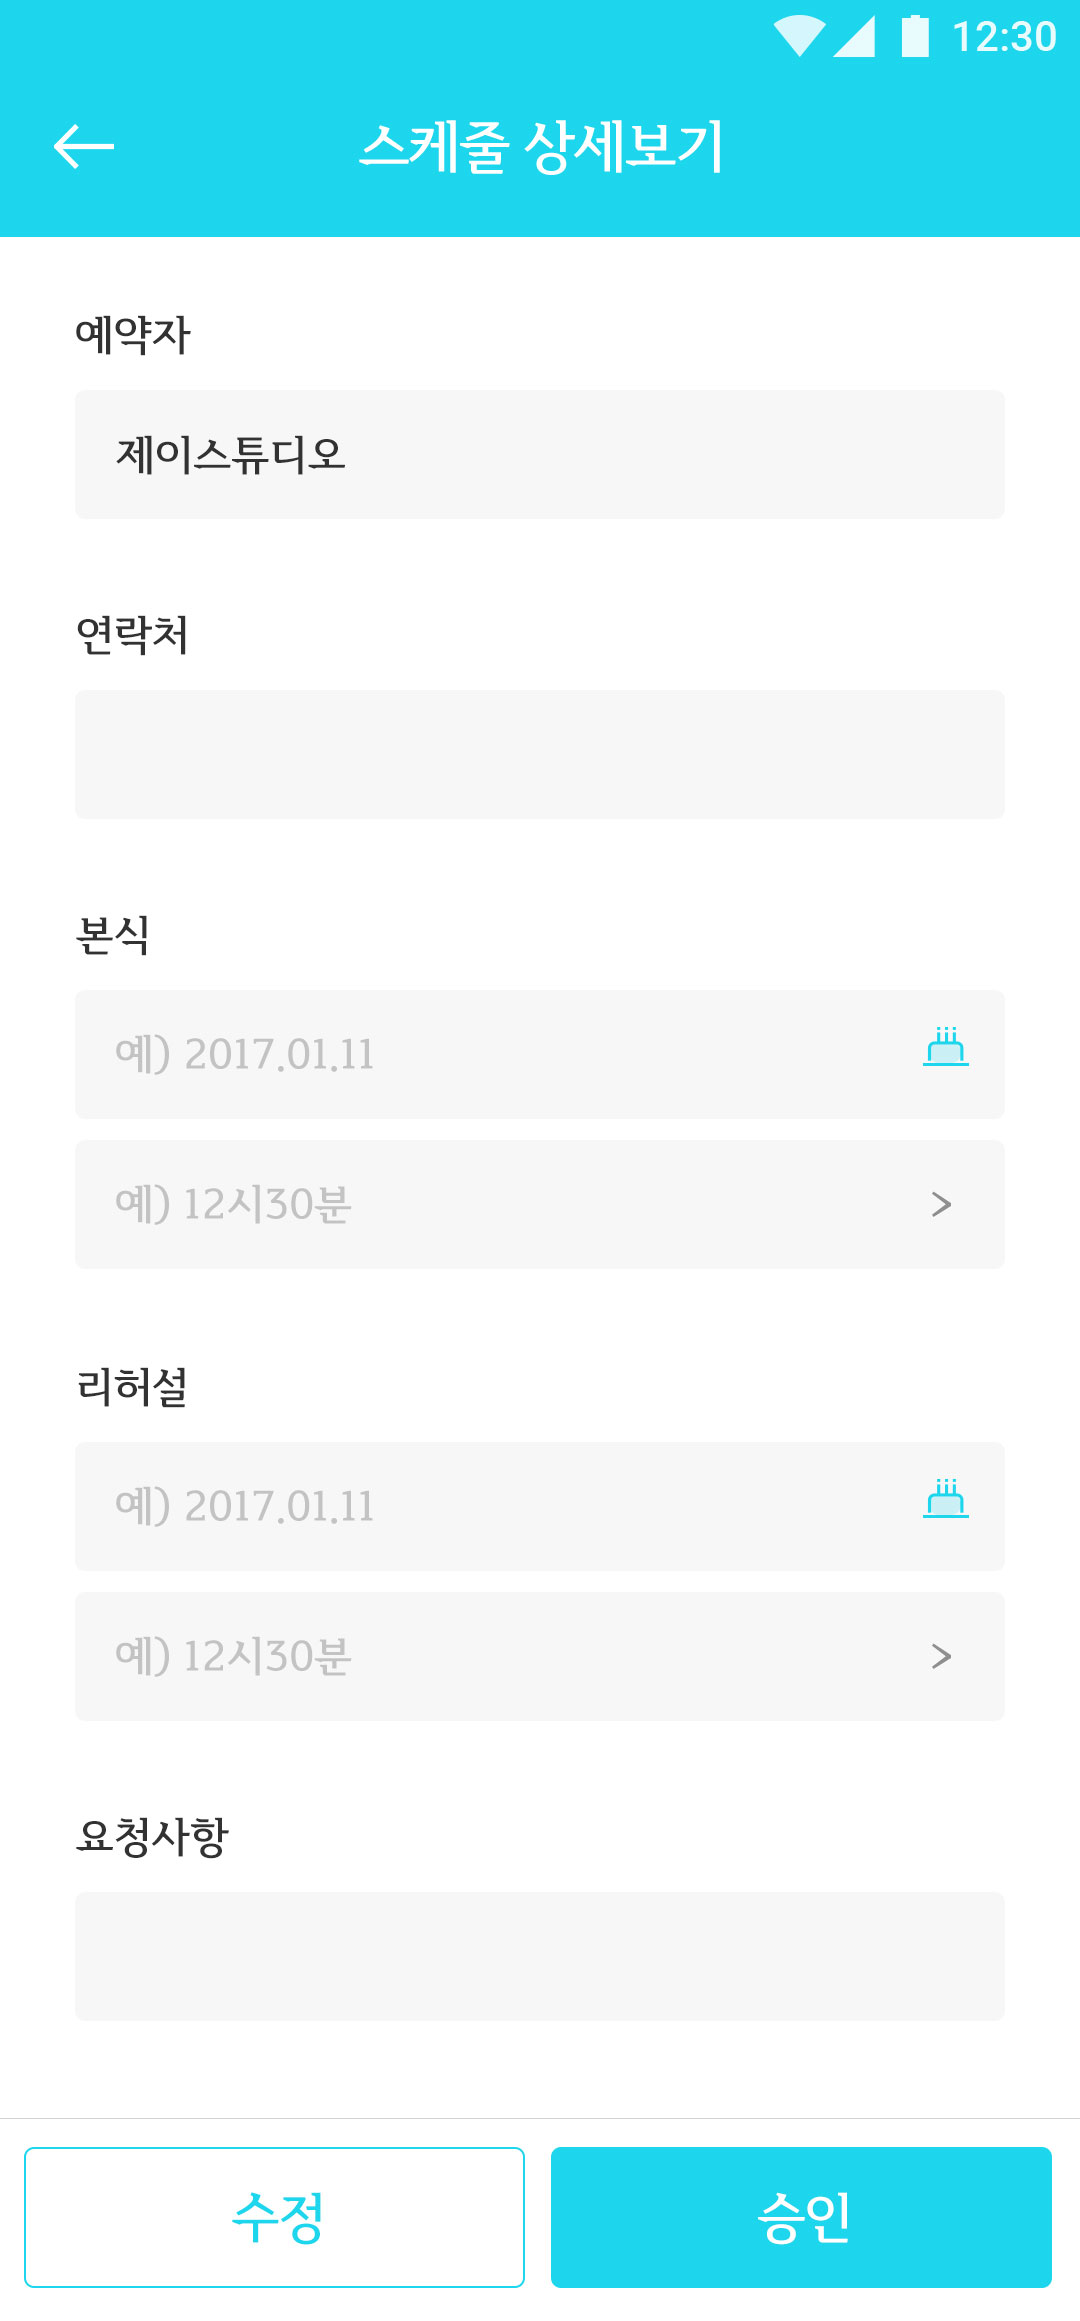 12:30
스케줄 상세보기
예약자
제이스튜디오
연락처
본식
예) 2017.01.11
예) 12시30분
리허설
예) 2017.01.11
예) 12시30분
요청사항
수정
승인